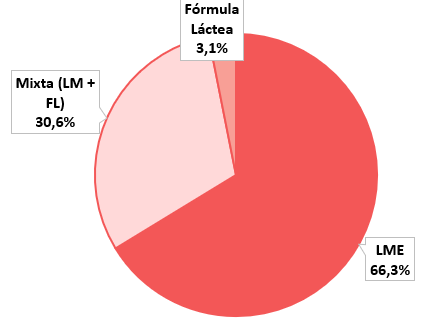 Fórmula
Láctea
3,1%
Mixta (LM +
FL)
30,6%
LME
66,3%